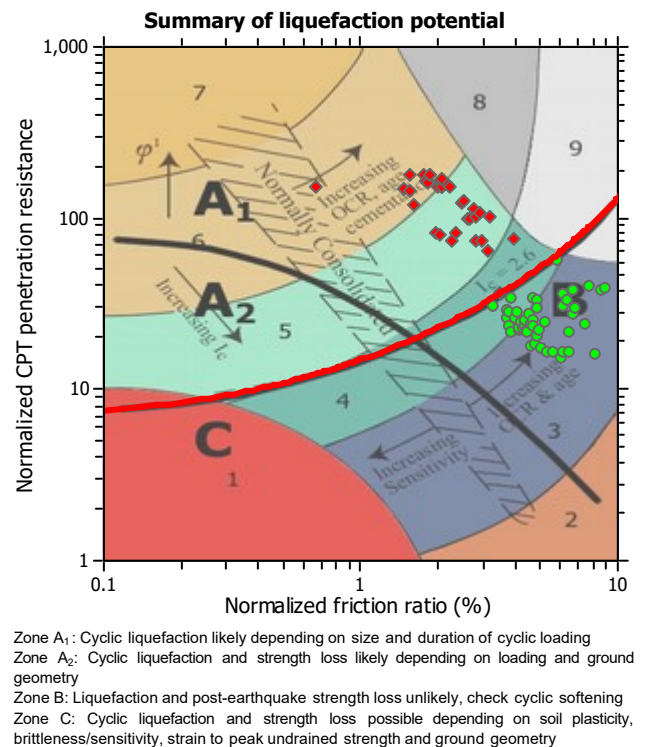 Summary of liquefaction potential
1,000
100
10
1
Normalized CPT penetration resistance
7
8
9
φ'
Increasing
OCR, age
cementation
Normally Consolidated
A1
6
Ic = 2.6
A2
B
Increasing Ic
5
4
Increasing
OCR & age
C
1
Increasing
Sensitivity
3
2
0.1
1
10
Normalized friction ratio (%)
Zone A1: Cyclic liquefaction likely depending on size and duration of cyclic loading
Zone A2: Cyclic liquefaction and strength loss likely depending on loading and ground
geometry
Zone B: Liquefaction and post-earthquake strength loss unlikely, check cyclic softening
Zone C: Cyclic liquefaction and strength loss possible depending on soil plasticity,
brittleness/sensitivity, strain to peak undrained strength and ground geometry